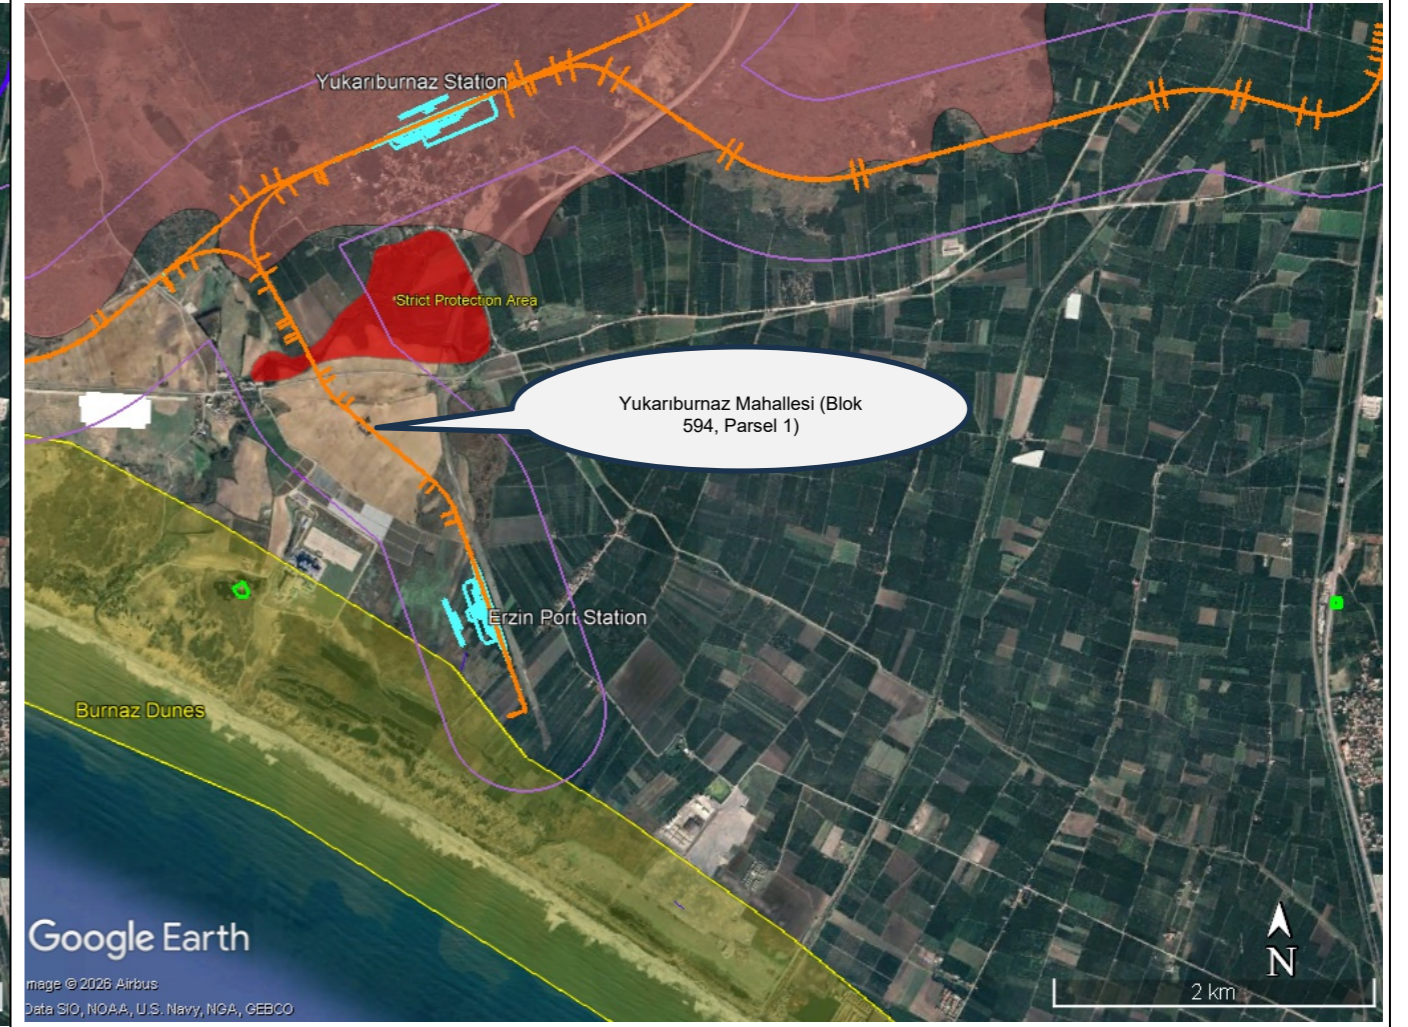 Yukarıburnaz Station
Strict Protection Area
Yukarıburnaz Mahallesi (Blok
594, Parsel 1)
Erzin Port Station
Burnaz Dunes
Google Earth
N
mage © 2026 Airbus
2 km
Data SIO, NOAA, U.S. Navy, NGA, GEBCO